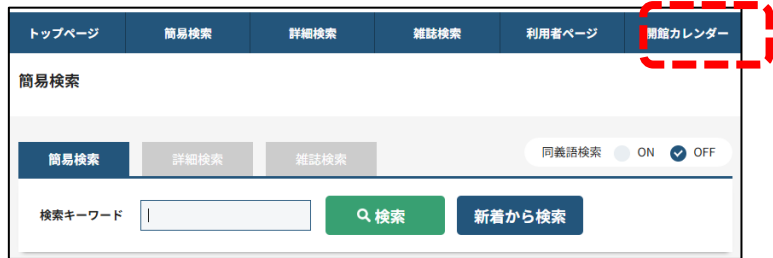 トップページ 簡易検索 詳細検索 雑誌検索 利用者ページ 開館カレンダー
簡易検索
簡易検索 詳細検索 雑誌検索 同義語検索 ON OFF
検索キーワード 検索 新着から検索